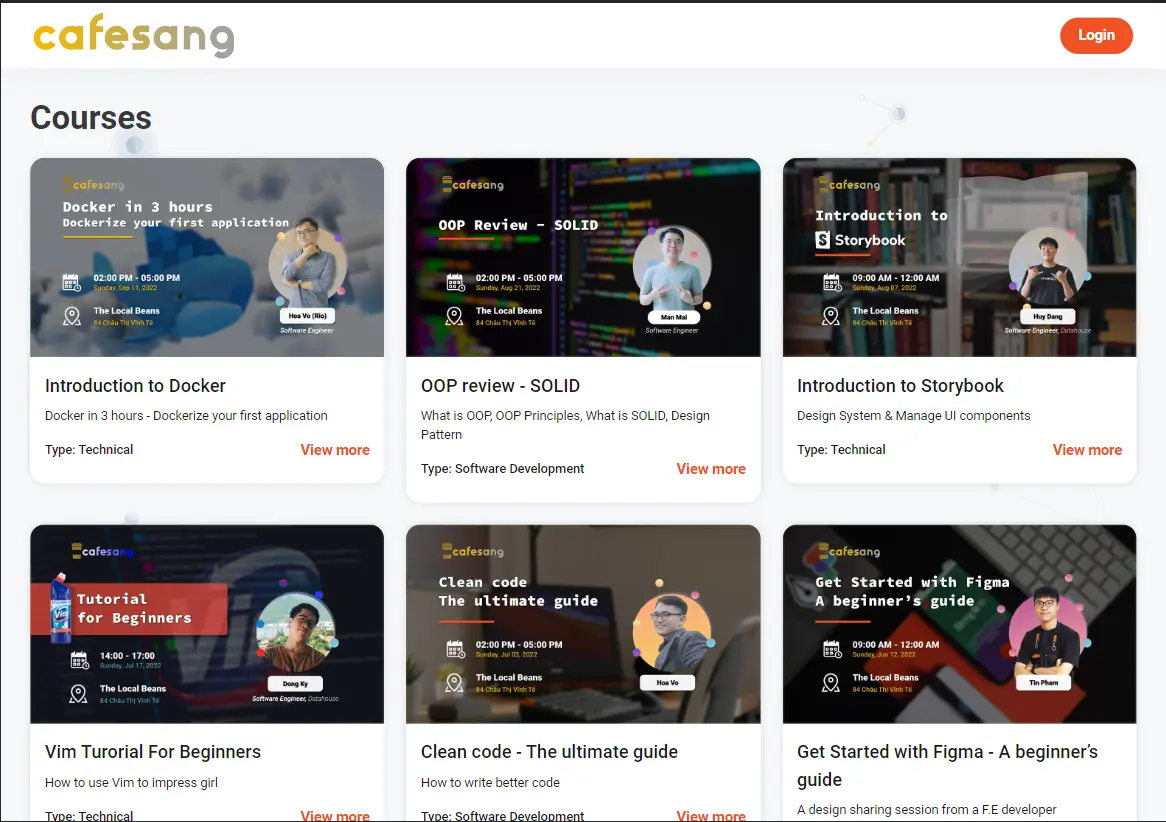 cafesang
Login
Courses
cafesang
Docker in 3 hours
Dockerize your first application
02:00 PM - 05:00 PM
Sunday, Sep 11, 2022
The Local Beans
84 Châu Thị Vĩnh Tế
Hoa Vo (Rio)
Software Engineer
Introduction to Docker
Docker in 3 hours - Dockerize your first application
Type: Technical
View more
cafesang
OOP Review - SOLID
02:00 PM - 05:00 PM
Sunday, Aug 21, 2022
The Local Beans
84 Châu Thị Vĩnh Tế
Man Mai
Software Engineer
OOP review - SOLID
What is OOP, OOP Principles, What is SOLID, Design
Pattern
Type: Software Development
View more
cafesang
Introduction to
S Storybook
09:00 AM - 12:00 AM
Sunday, Aug 07, 2022
The Local Beans
84 Châu Thị Vĩnh Tế
Huy Dang
Software Engineer, Datahouse
Introduction to Storybook
Design System & Manage UI components
Type: Technical
View more
cafesang
Vim
Tutorial
for Beginners
14:00 - 17:00
Sunday, Jul 17, 2022
The Local Beans
84 Châu Thị Vĩnh Tế
Dong Ky
Software Engineer, Datahouse
Vim Turorial For Beginners
How to use Vim to impress girl
Type: Technical
View more
cafesang
Clean code
The ultimate guide
02:00 PM - 05:00 PM
Sunday, Jul 03, 2022
The Local Beans
84 Châu Thị Vĩnh Tế
Hoa Vo
Clean code - The ultimate guide
How to write better code
Type: Software Development
View more
cafesang
Get Started with Figma
A beginner's guide
09:00 AM - 12:00 AM
Sunday, Jun 12, 2022
The Local Beans
84 Châu Thị Vĩnh Tế
Tin Pham
Get Started with Figma - A beginner's
guide
A design sharing session from a F.E developer